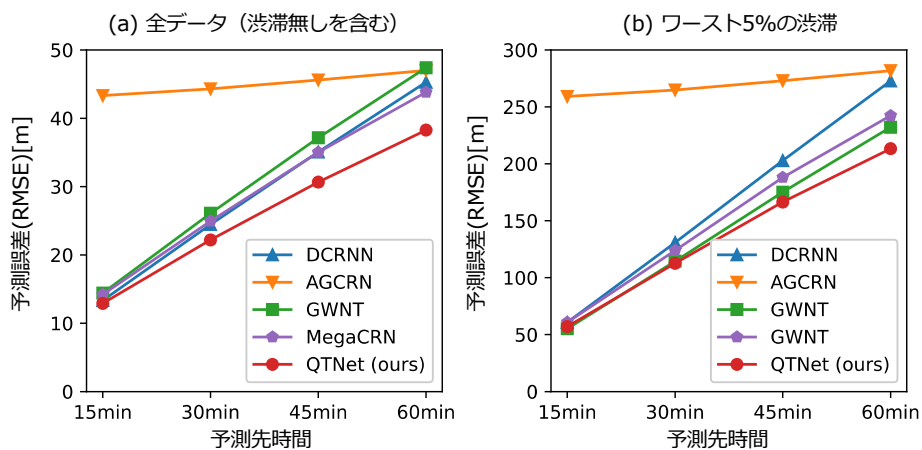 (a) 全データ（渋滞無しを含む）
予測誤差(RMSE)[m]
50
40
30
20
10
0
DCRNN
AGCRN
GWNT
MegaCRN
QTNet (ours)
15min 30min 45min 60min
予測先時間
(b) ワースト5%の渋滞
予測誤差(RMSE)[m]
300
250
200
150
100
50
0
DCRNN
AGCRN
GWNT
GWNT
QTNet (ours)
15min 30min 45min 60min
予測先時間